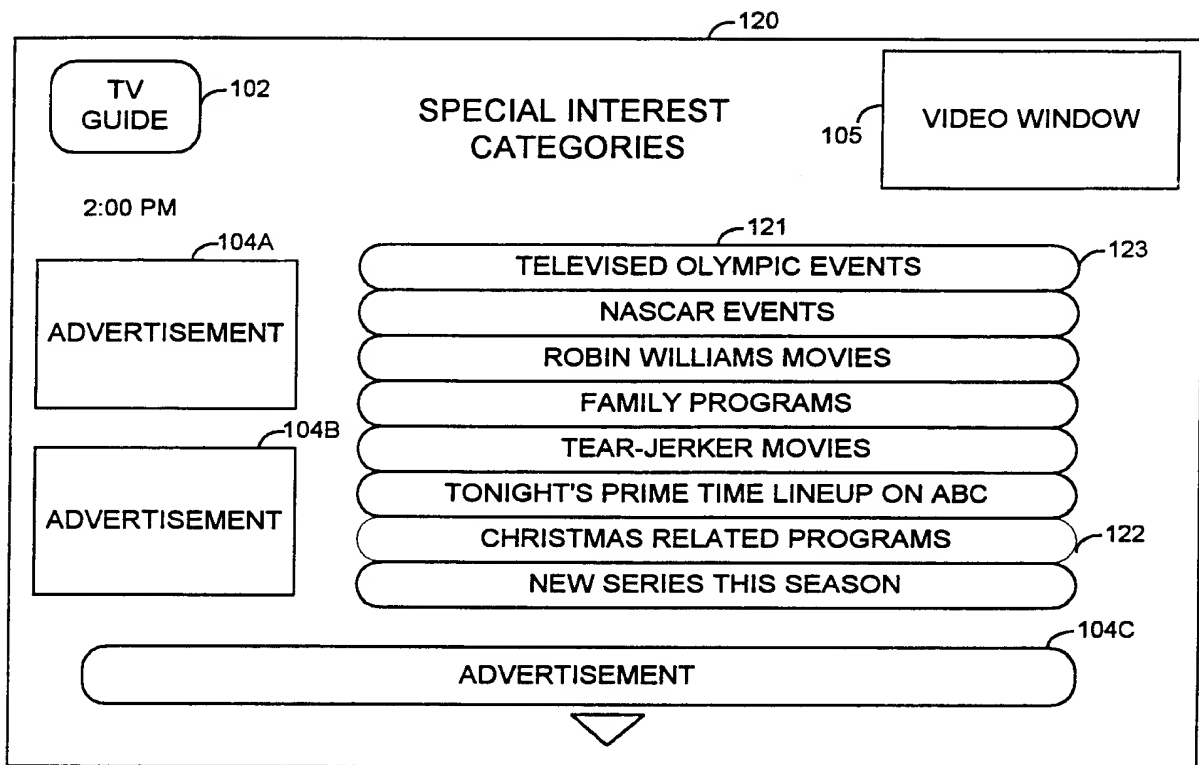 120
TV
GUIDE
102
SPECIAL INTEREST
CATEGORIES
105
VIDEO WINDOW
2:00 PM
104A
ADVERTISEMENT
104B
ADVERTISEMENT
121
TELEVISED OLYMPIC EVENTS
123
NASCAR EVENTS
ROBIN WILLIAMS MOVIES
FAMILY PROGRAMS
TEAR-JERKER MOVIES
TONIGHT'S PRIME TIME LINEUP ON ABC
CHRISTMAS RELATED PROGRAMS
122
NEW SERIES THIS SEASON
104C
ADVERTISEMENT